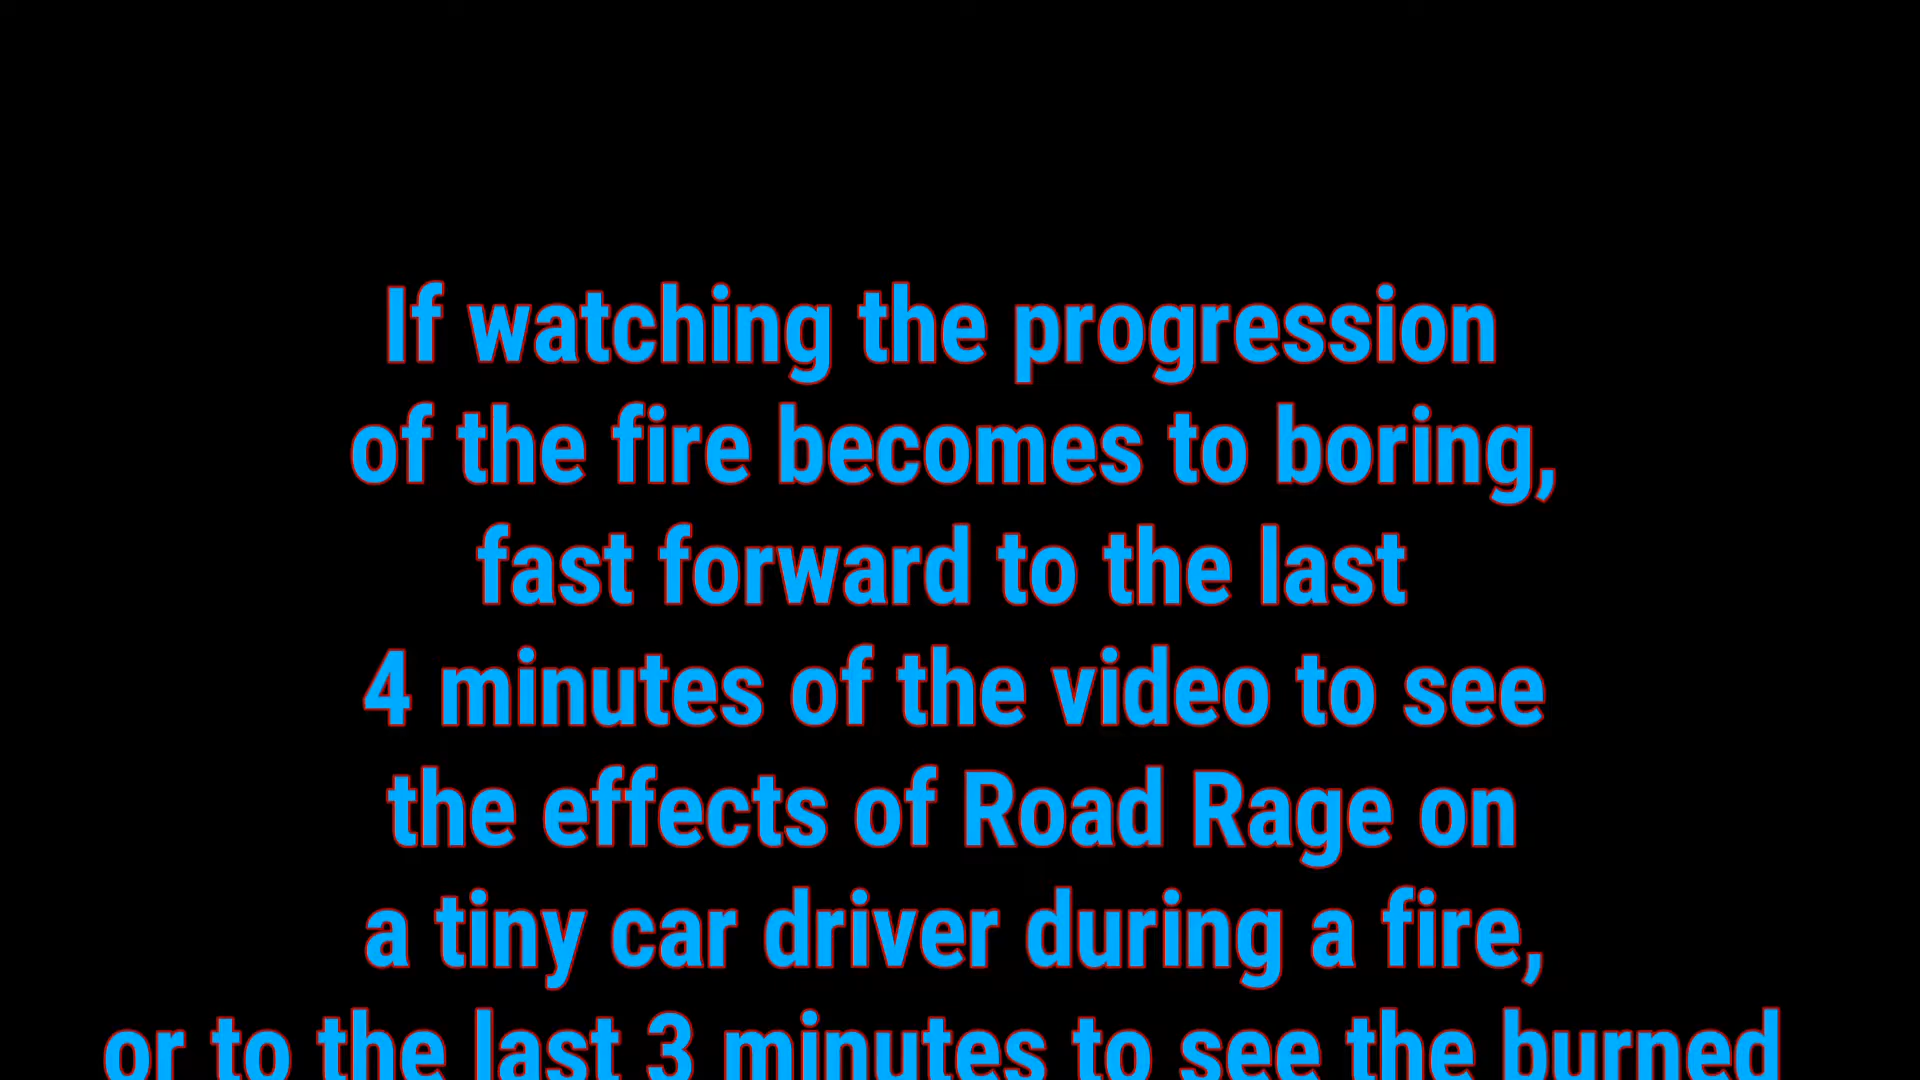 If watching the progression
of the fire becomes to boring,
fast forward to the last
4 minutes of the video to see
the effects of Road Rage on
a tiny car driver during a fire,
or to the last 3 minutes to see the burned